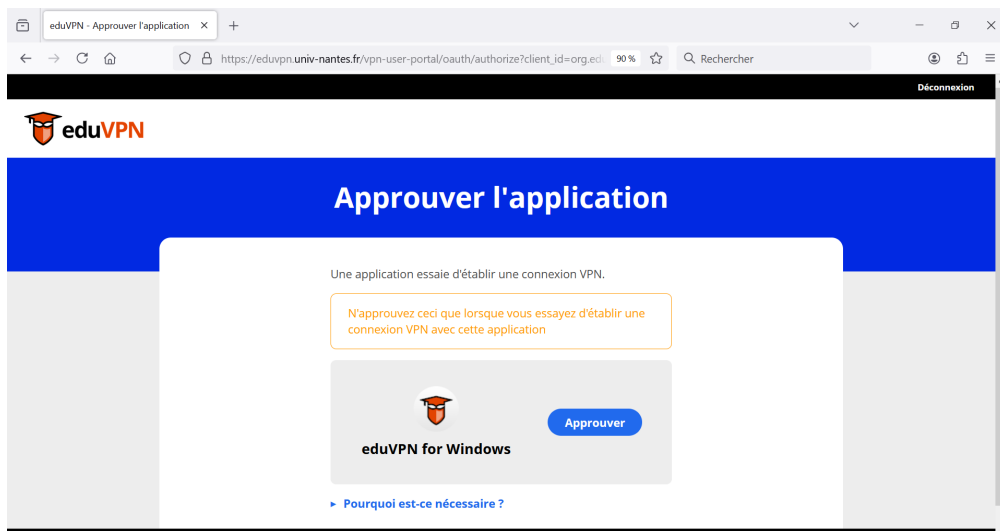 eduVPN - Approuver l'application
https://eduvpn.univ-nantes.fr/vpn-user-portal/oauth/authorize?client_id=org.edu
90 %
Rechercher
Déconnexion
eduVPN
Approuver l'application
Une application essaie d'établir une connexion VPN.
N'approuvez ceci que lorsque vous essayez d'établir une
connexion VPN avec cette application
Approuver
eduVPN for Windows
Pourquoi est-ce nécessaire ?